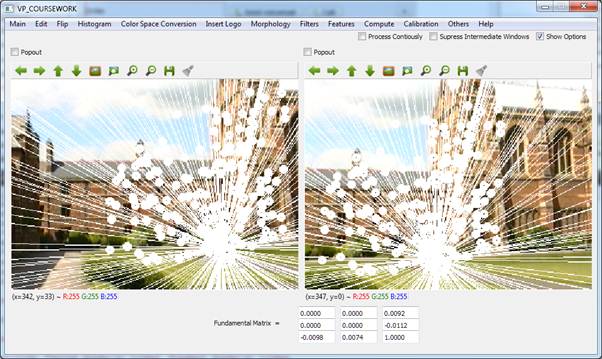 VP_COURSEWORK
Main Edit Flip Histogram Color Space Conversion Insert Logo Morphology Filters Features Compute Calibration Others Help
Process Contiously Supress Intermediate Windows Show Options
Popout Popout
(x=342, y=33) ~ R:255 G:255 B:255 (x=347, y=0) ~ R:255 G:255 B:255
0.0000 0.0000 0.0092
Fundamental Matrix = 0.0000 0.0000 -0.0112
-0.0098 0.0074 1.0000